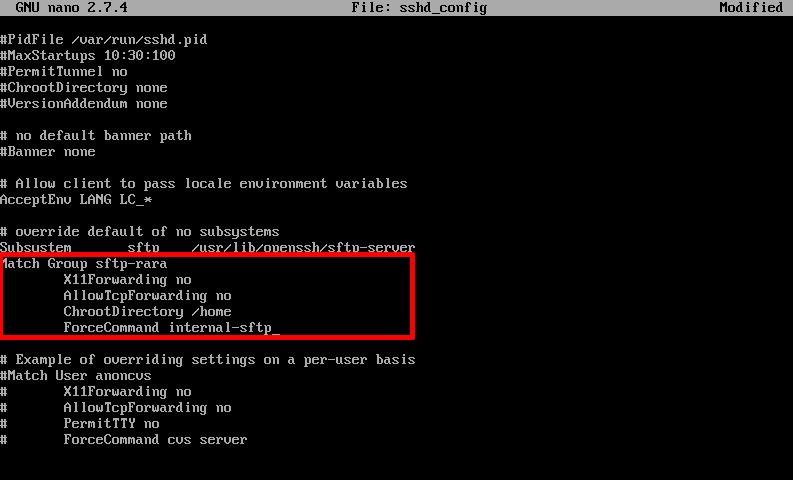 GNU nano 2.7.4 File: sshd_config Modified
#PidFile /var/run/sshd.pid
#MaxStartups 10:30:100
#PermitTunnel no
#ChrootDirectory none
#VersionAddendum none
# no default banner path
#Banner none
# Allow client to pass locale environment variables
AcceptEnv LANG LC_*
# override default of no subsystems
Subsystem sftp /usr/lib/openssh/sftp-server
Match Group sftp-rara
X11Forwarding no
AllowTcpForwarding no
ChrootDirectory /home
ForceCommand internal-sftp_
# Example of overriding settings on a per-user basis
#Match User anoncvs
# X11Forwarding no
# AllowTcpForwarding no
# PermitTTY no
# ForceCommand cvs server